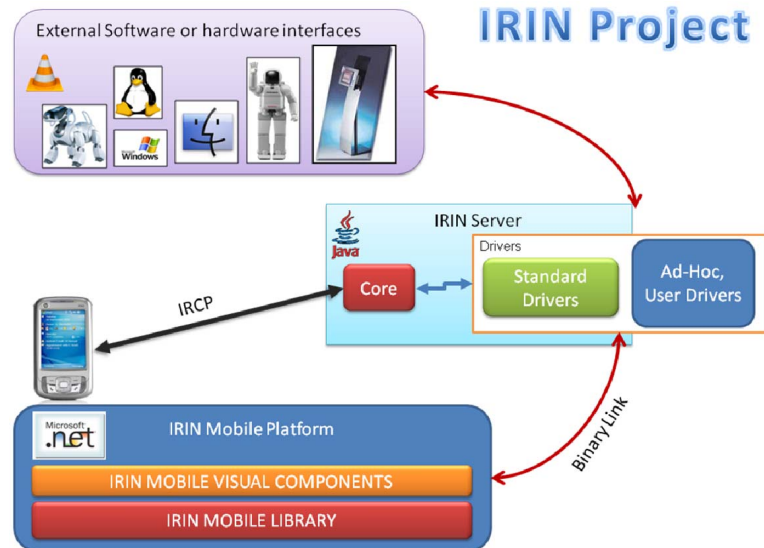 IRIN Project
External Software or hardware interfaces
Windows
IRIN Server
Java
Drivers
Core
Standard
Drivers
Ad-Hoc,
User Drivers
IRCP
Binary Link
Microsoft
.net
IRIN Mobile Platform
IRIN MOBILE VISUAL COMPONENTS
IRIN MOBILE LIBRARY